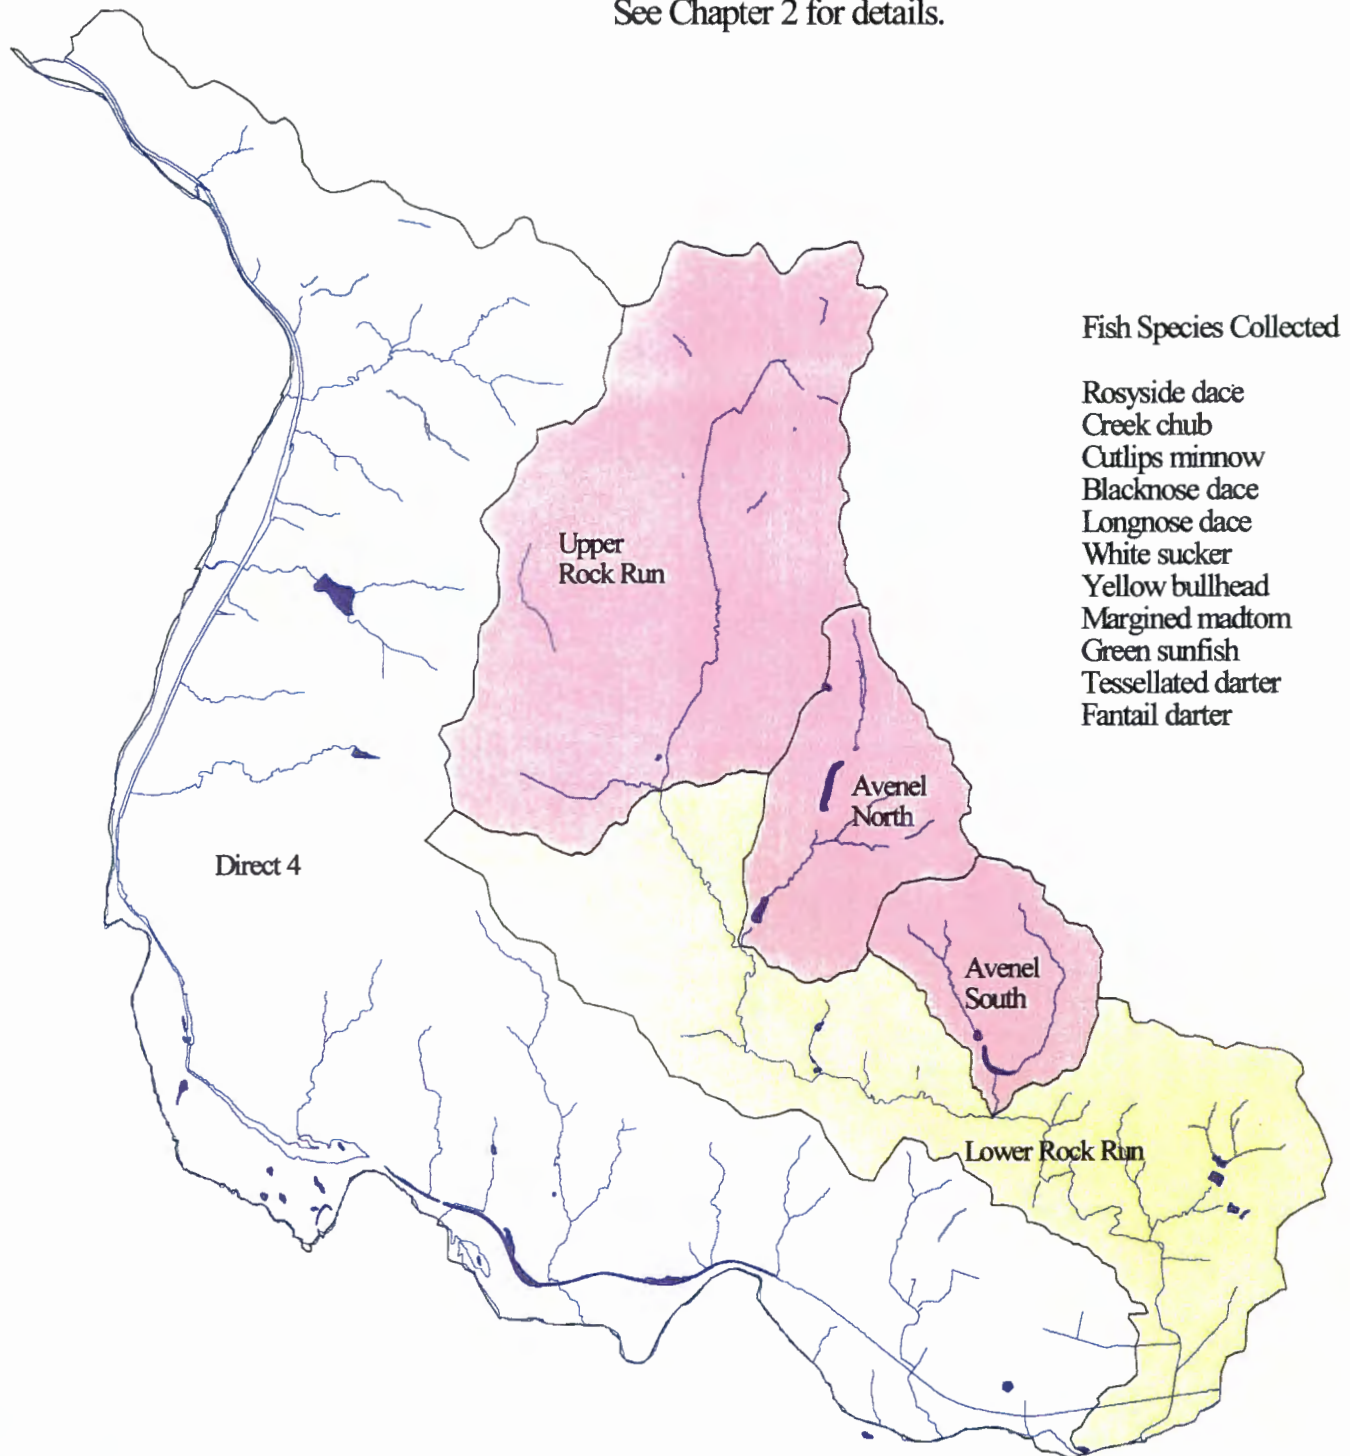 See Chapter 2 for details.
Fish Species Collected
Rosyside dace
Creek chub
Cutlips minnow
Blacknose dace
Longnose dace
White sucker
Yellow bullhead
Margined madtom
Green sunfish
Tessellated darter
Fantail darter
Upper
Rock Run
Avenel
North
Direct 4
Avenel
South
Lower Rock Run